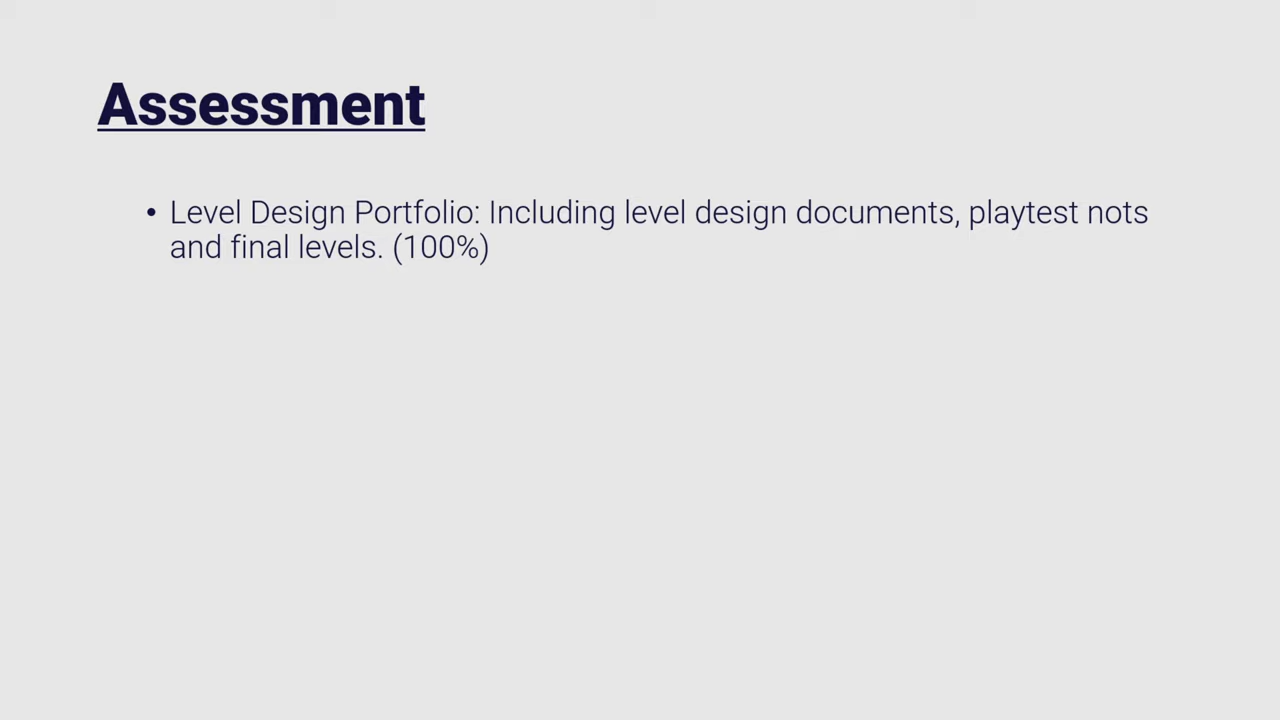 Assessment
• Level Design Portfolio: Including level design documents, playtest nots
and final levels. (100%)